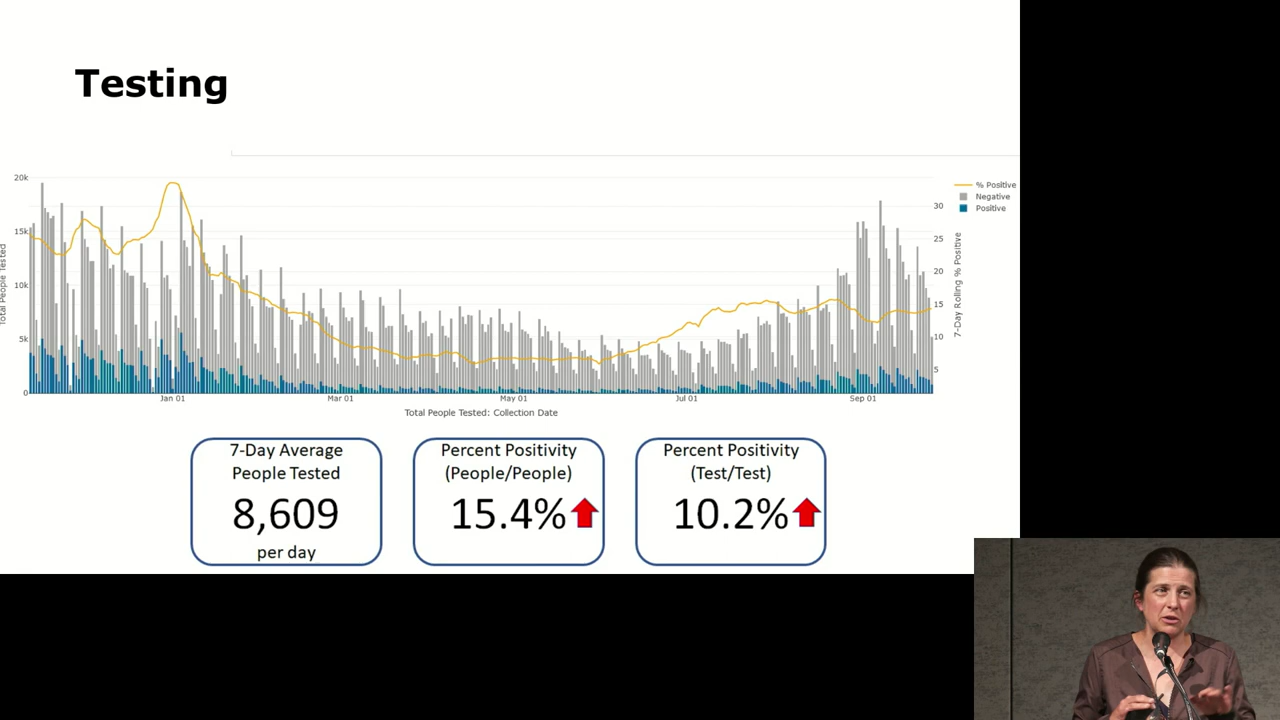 Testing
20k
15k
10k
5k
0
30
25
20
15
10
5
Total People Tested
7-Day Rolling % Positive
% Positive
Negative
Positive
Jan 01
Mar 01
May 01
Jul 01
Sep 01
Total People Tested: Collection Date
7-Day Average
People Tested
8,609
per day
Percent Positivity
(People/People)
15.4%
Percent Positivity
(Test/Test)
10.2%